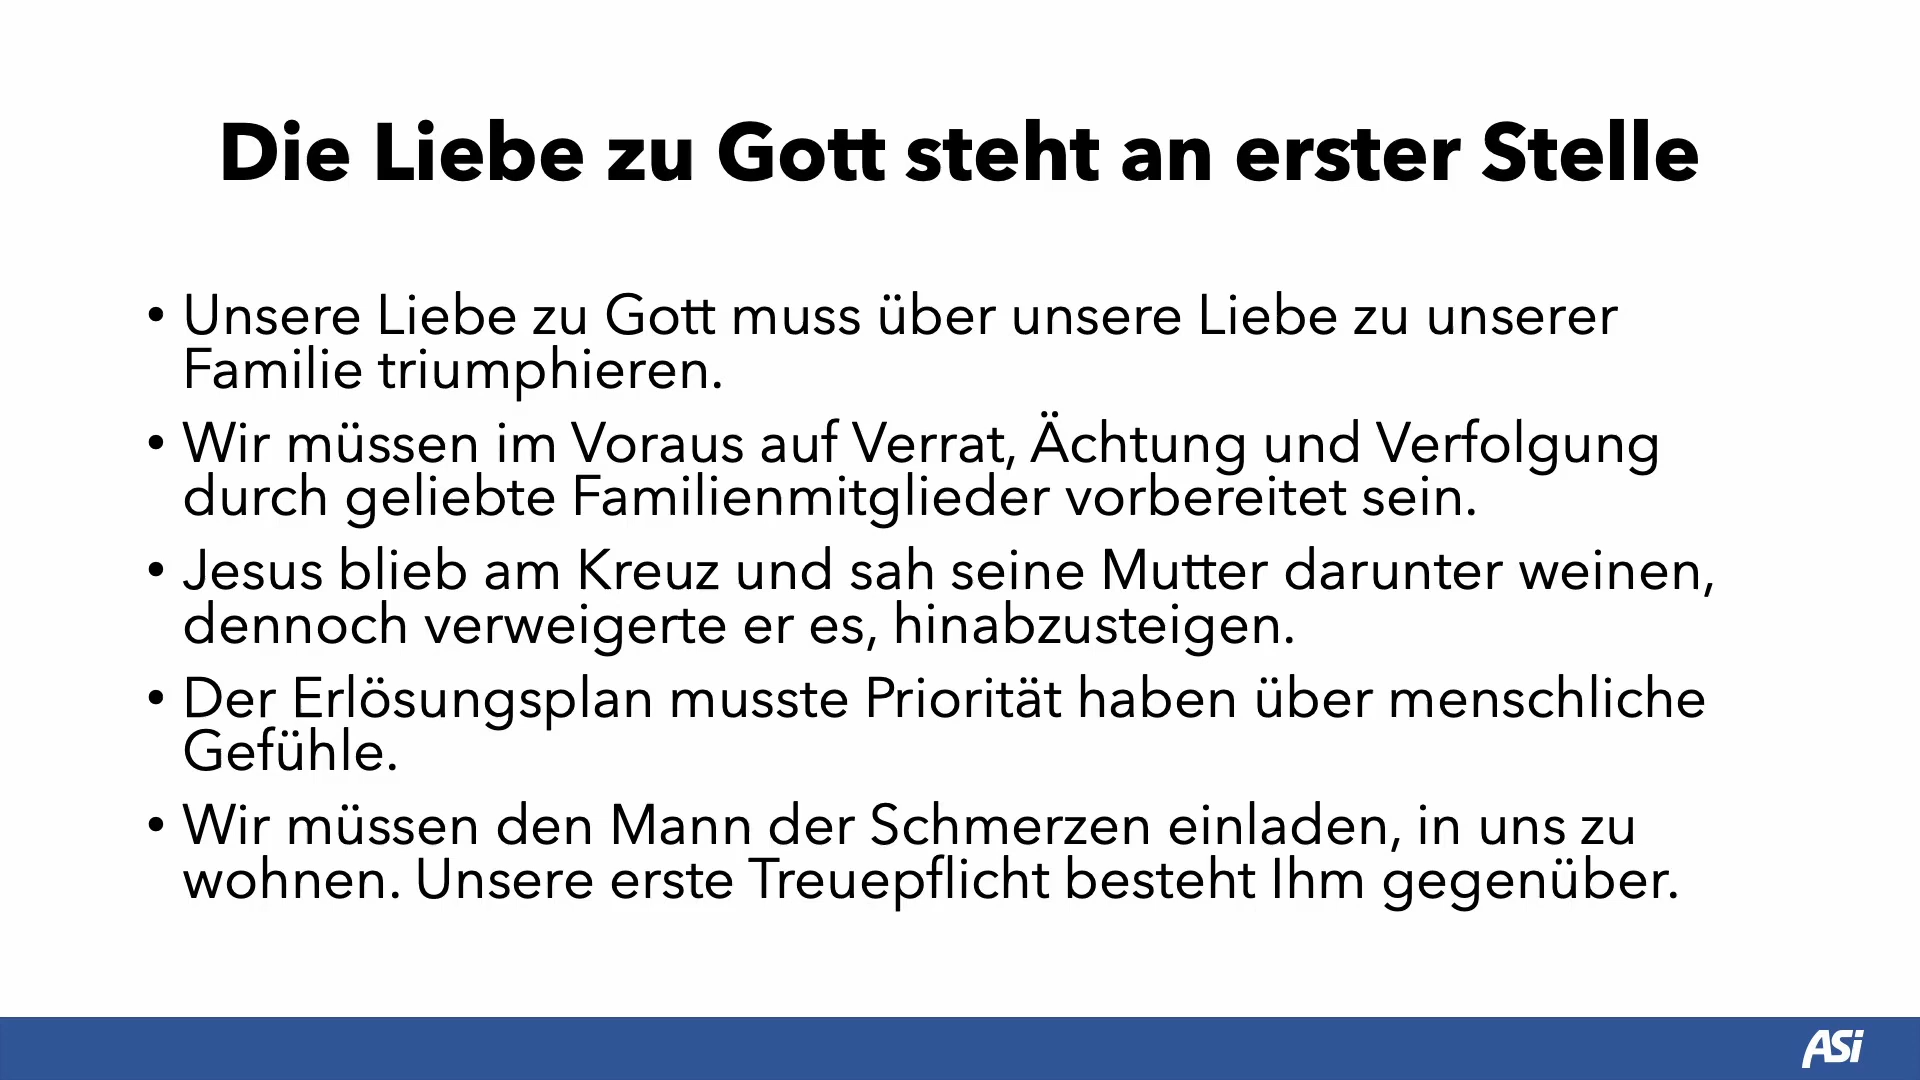 Die Liebe zu Gott steht an erster Stelle
• Unsere Liebe zu Gott muss über unsere Liebe zu unserer
Familie triumphieren.
• Wir müssen im Voraus auf Verrat, Ächtung und Verfolgung
durch geliebte Familienmitglieder vorbereitet sein.
• Jesus blieb am Kreuz und sah seine Mutter darunter weinen,
dennoch verweigerte er es, hinabzusteigen.
• Der Erlösungsplan musste Priorität haben über menschliche
Gefühle.
• Wir müssen den Mann der Schmerzen einladen, in uns zu
wohnen. Unsere erste Treuepflicht besteht Ihm gegenüber.
ASi